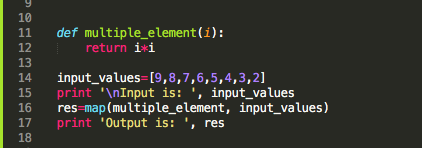 9
10
11 def multiple_element(i):
12     return i*i
13
14 input_values=[9,8,7,6,5,4,3,2]
15 print '\nInput is: ', input_values
16 res=map(multiple_element, input_values)
17 print 'Output is: ', res
18